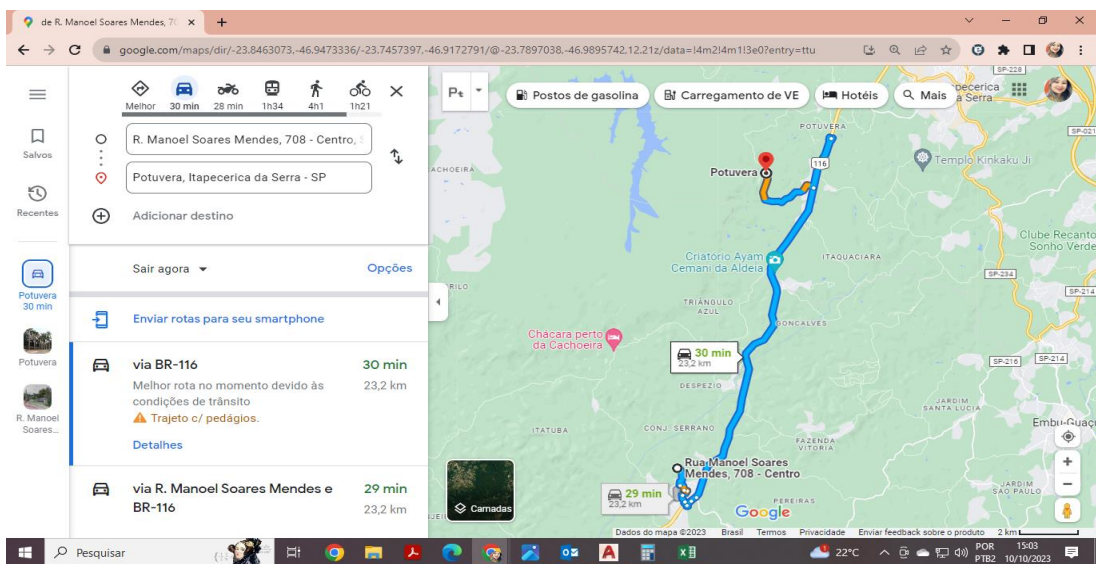 de R. Manoel Soares Mendes, 70
google.com/maps/dir/-23.8463073,-46.9473336/-23.7457397,-46.9172791/@-23.7897038,-46.9895742,12.21z/data=!4m2!4m1!3e0?entry=ttu
Melhor
30 min
28 min
1h34
4h1
1h21
Salvos
Recentes
Potuvera
30 min
Potuvera
R. Manoel
Soares...
R. Manoel Soares Mendes, 708 - Centro,
Potuvera, Itapecerica da Serra - SP
Adicionar destino
Sair agora
Opções
Enviar rotas para seu smartphone
via BR-116
30 min
Melhor rota no momento devido às
23,2 km
condições de trânsito
Trajeto c/ pedágios.
Detalhes
via R. Manoel Soares Mendes e
29 min
BR-116
23,2 km
Postos de gasolina
Carregamento de VE
Hotéis
Mais
SP-228
pecerica
a Serra
SP-021
POTUVERA
116
Templo Kinkaku Ji
ACHOEIRA
Potuvera
Clube Recanto
Sonho Verde
Criatório Ayam
Cemani da Aldeia
ITAQUACIARA
SP-234
SP-214
RILO
TRIÂNGULO
AZUL
GONCALVES
Chácara perto
da Cachoeira
30 min
23,2 km
SP-216
SP-214
DESPEZIO
JARDIM
SANTA LUCIA
ITATUBA
CONJ. SERRANO
Embu-Guaçu
FAZENDA
VITORIA
Rua Manoel Soares
Mendes, 708 - Centro
29 min
23,2 km
PEREIRAS
JARDIM
SÃO PAULO
Camadas
Google
Dados do mapa ©2023
Brasil
Termos
Privacidade
Enviar feedback sobre o produto
2 km
Pesquisar
22°C
POR
PTB2
15:03
10/10/2023